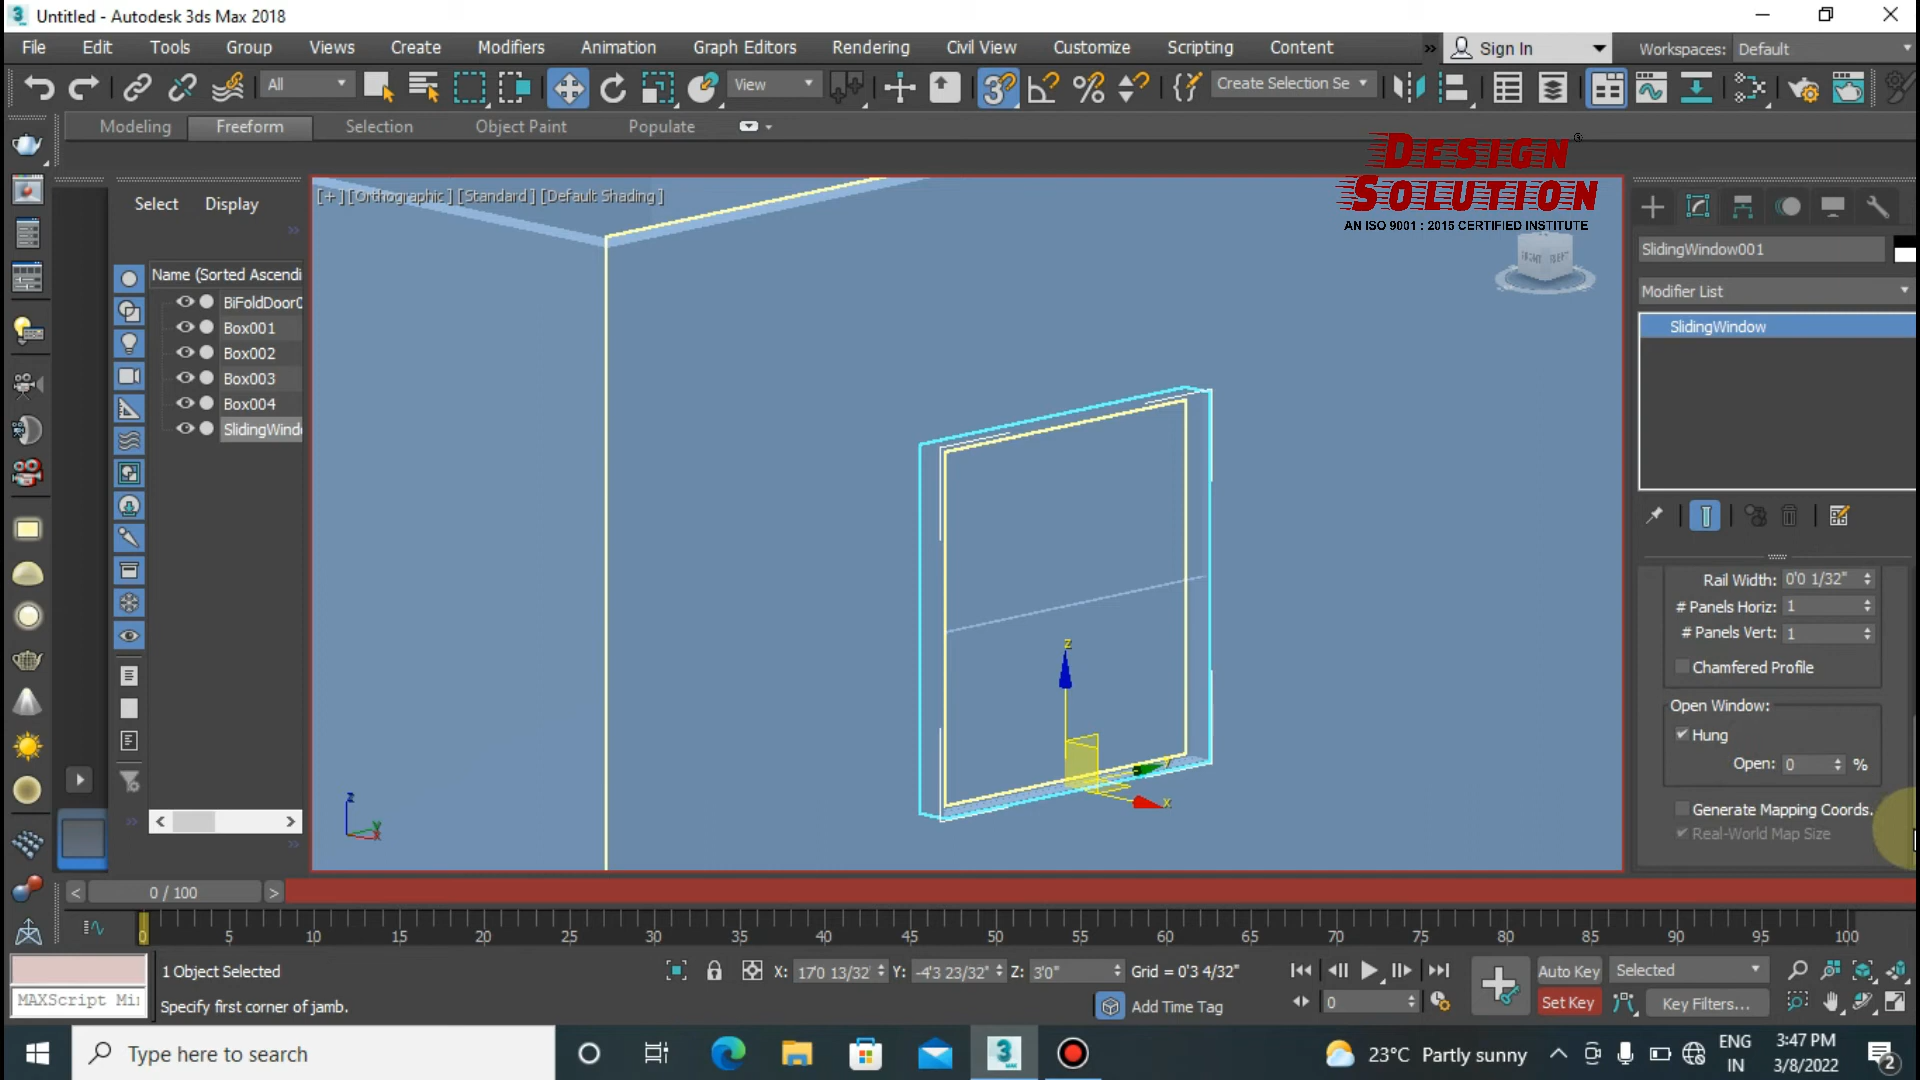 Untitled - Autodesk 3ds Max 2018
File Edit Tools Group Views Create Modifiers Animation Graph Editors Rendering Civil View Customize Scripting Content » Sign In Workspaces: Default
All View Create Selection Se
Modeling Freeform Selection Object Paint Populate
DESIGN
SOLUTION
AN ISO 9001 : 2015 CERTIFIED INSTITUTE
Select Display
[+] [Orthographic] [Standard] [Default Shading]
Name (Sorted Ascendi
BiFoldDoor0
Box001
Box002
Box003
Box004
SlidingWind
SlidingWindow001
Modifier List
SlidingWindow
Rail Width: 0'0 1/32"
# Panels Horiz: 1
# Panels Vert: 1
Chamfered Profile
Open Window:
Hung
Open: 0 %
Generate Mapping Coords.
Real-World Map Size
z
x
z
y
x
0 / 100
0 5 10 15 20 25 30 35 40 45 50 55 60 65 70 75 80 85 90 95 100
1 Object Selected X: 17'0 13/32" Y: -4'3 23/32" Z: 3'0" Grid = 0'3 4/32" Auto Key Selected
MAXScript Mi Specify first corner of jamb. Add Time Tag 0 Set Key Key Filters...
Type here to search 23°C Partly sunny ENG IN 3:47 PM 3/8/2022 2